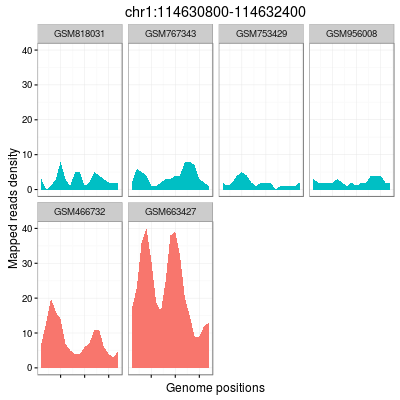 chr1:114630800-114632400
GSM818031 GSM767343 GSM753429 GSM956008
40
30
20
10
0
GSM466732 GSM663427
40
30
20
10
0
Mapped reads density
Genome positions